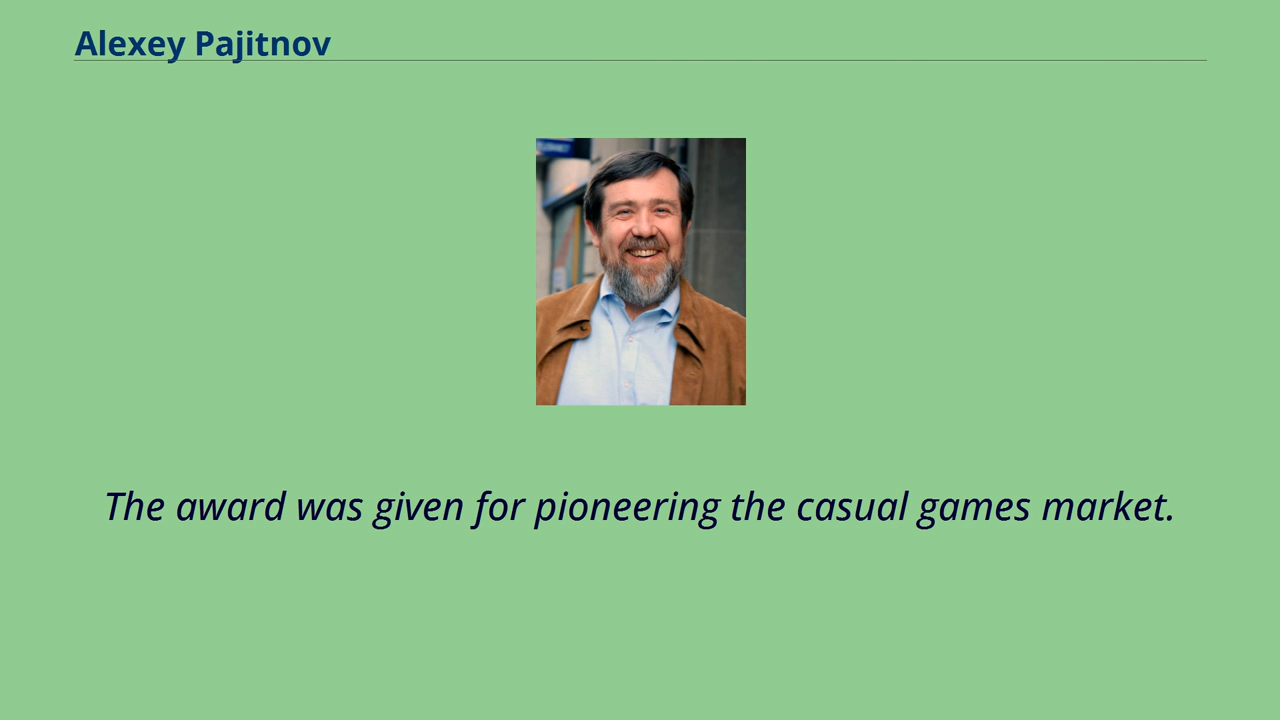 Alexey Pajitnov
The award was given for pioneering the casual games market.